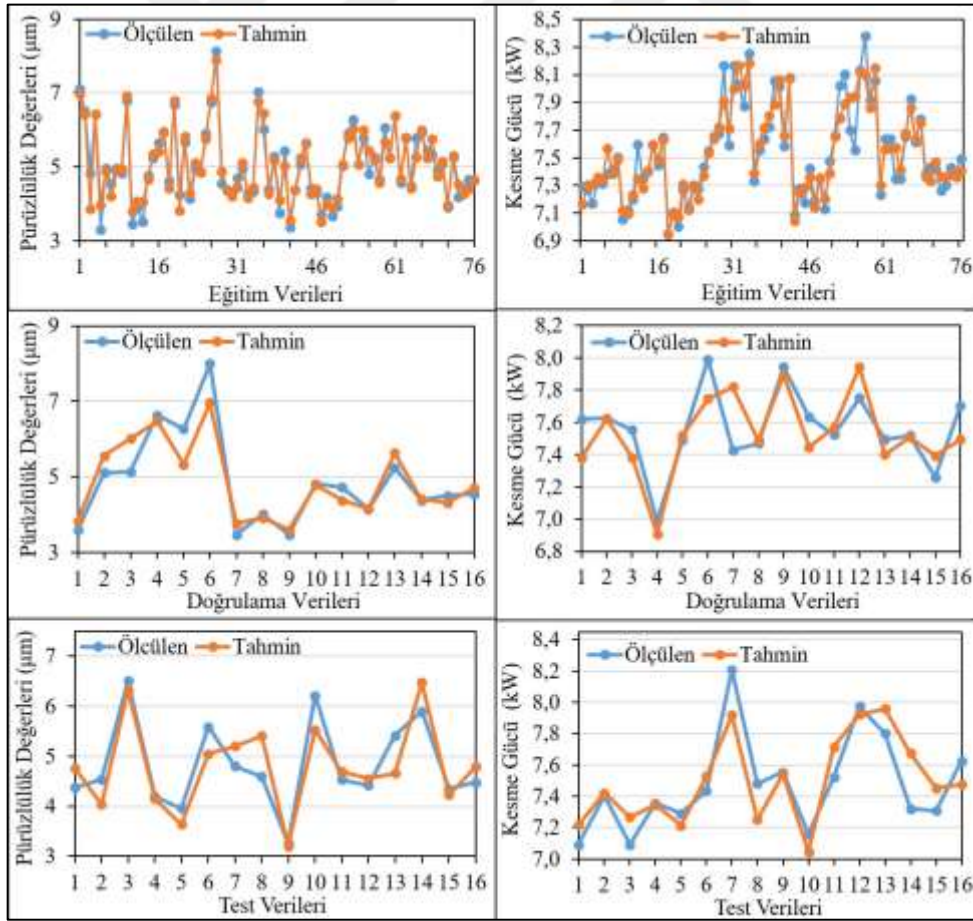 9
7
5
3
Pürüzlülük Değerleri (µm)
Ölçülen Tahmin
1 16 31 46 61 76
Eğitim Verileri
8,5
8,3
8,1
7,9
7,7
7,5
7,3
7,1
6,9
Kesme Gücü (kW)
Ölçülen Tahmin
1 16 31 46 61 76
Eğitim Verileri
9
7
5
3
Pürüzlülük Değerleri (µm)
Ölçülen Tahmin
1 2 3 4 5 6 7 8 9 10 11 12 13 14 15 16
Doğrulama Verileri
8,2
8,0
7,8
7,6
7,4
7,2
7,0
6,8
Kesme Gücü (kW)
Ölçülen Tahmin
1 2 3 4 5 6 7 8 9 10 11 12 13 14 15 16
Doğrulama Verileri
7
6
5
4
3
Pürüzlülük Değerleri (µm)
Ölcülen Tahmin
1 2 3 4 5 6 7 8 9 10 11 12 13 14 15 16
Test Verileri
8,4
8,2
8,0
7,8
7,6
7,4
7,2
7,0
Kesme Gücü (kW)
Ölçülen Tahmin
1 2 3 4 5 6 7 8 9 10 11 12 13 14 15 16
Test Verileri